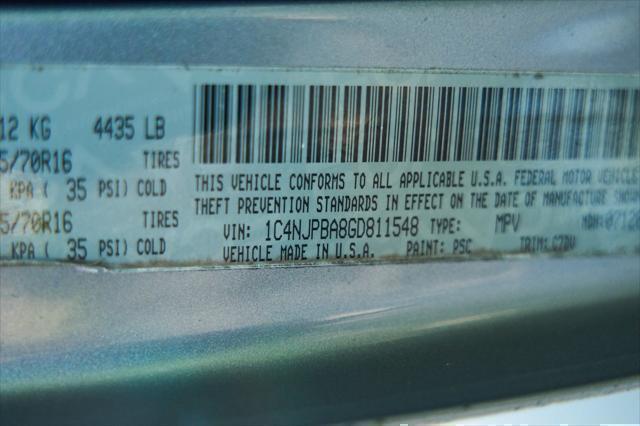 12 KG 4435 LB
5/70R16 TIRES
KPA ( 35 PSI) COLD
5/70R16 TIRES
KPA ( 35 PSI) COLD
THIS VEHICLE CONFORMS TO ALL APPLICABLE U.S.A. FEDERAL MOTOR VEHICLE
THEFT PREVENTION STANDARDS IN EFFECT ON THE DATE OF MANUFACTURE
VIN: 1C4NJPBA8GD811548 TYPE: MPV
VEHICLE MADE IN U.S.A. PAINT: PSC TRIM: